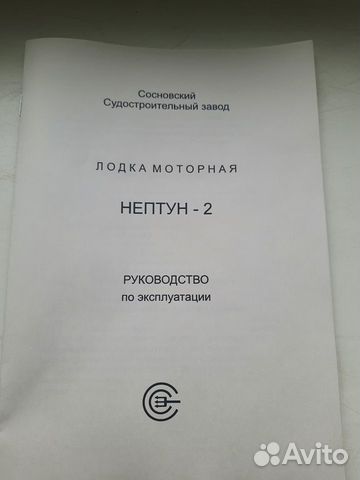 Сосновский
Судостроительный завод
ЛОДКА МОТОРНАЯ
НЕПТУН - 2
РУКОВОДСТВО
по эксплуатации
Avito